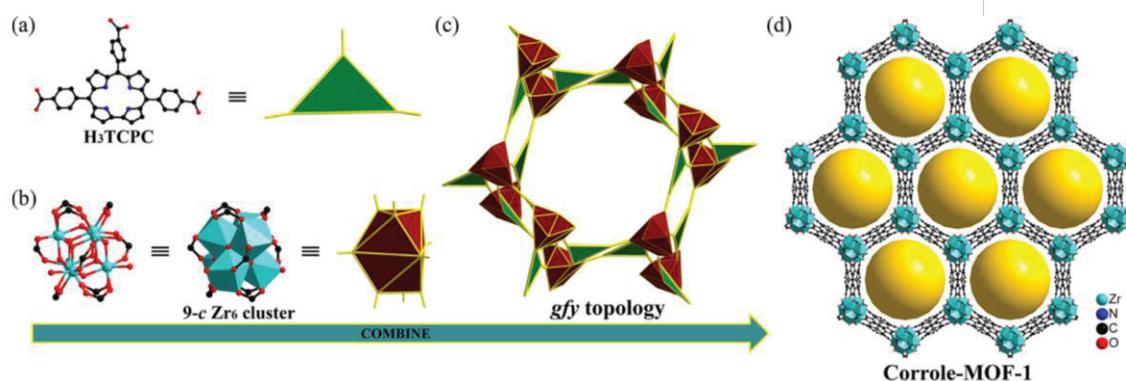 (a)
H3TCPC
≡
(b)
≡
≡
9-c Zr6 cluster
(c)
gfy topology
COMBINE
(d)
Zr
N
C
O
Corrole-MOF-1